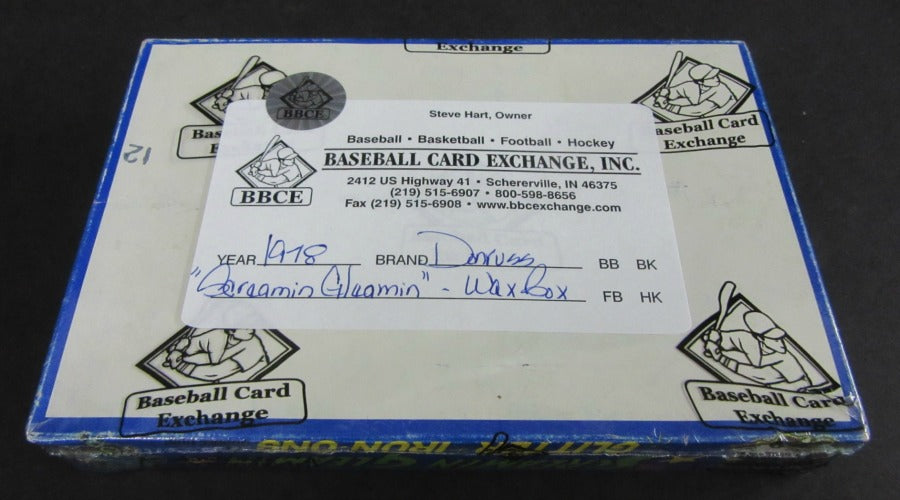 Exchange
Baseball Card
Exchange
Bas
E
12
BBCE
Steve Hart, Owner
Baseball • Basketball • Football • Hockey
BASEBALL CARD EXCHANGE, INC.
BBCE
2412 US Highway 41 • Schererville, IN 46375
(219) 515-6907 • 800-598-8656
Fax (219) 515-6908 • www.bbcexchange.com
YEAR 1978 BRAND Donruss BB BK
"Screamin Gleamin" - Wax Box FB HK
Baseball Card
Exchange
Baseball Card
Exchange
GLITTER IRON ONS